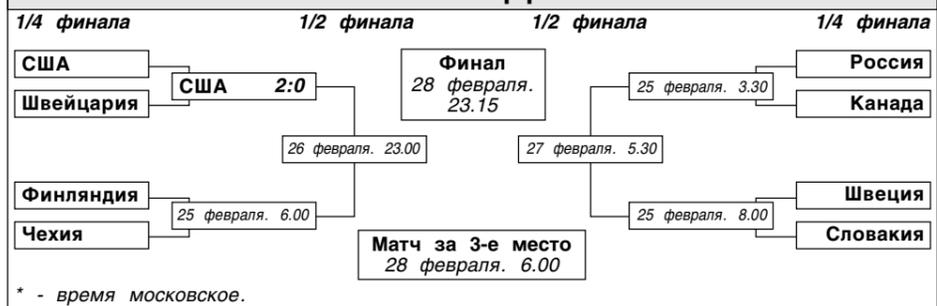 1/4 финала 1/2 финала 1/2 финала 1/4 финала
США
Швейцария
США 2:0
Финляндия
Чехия
25 февраля. 6.00
26 февраля. 23.00
Финал
28 февраля.
23.15
Матч за 3-е место
28 февраля. 6.00
27 февраля. 5.30
Россия
Канада
25 февраля. 3.30
Швеция
Словакия
25 февраля. 8.00
* - время московское.